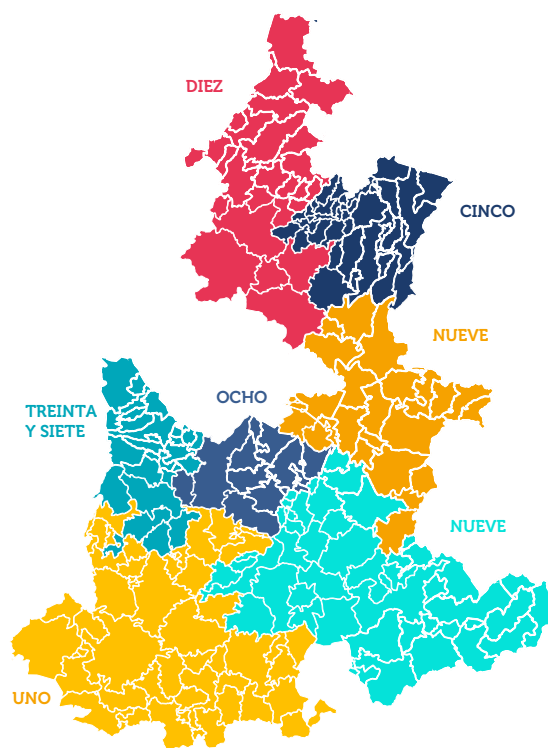 DIEZ
CINCO
NUEVE
OCHO
TREINTA
Y SIETE
NUEVE
UNO